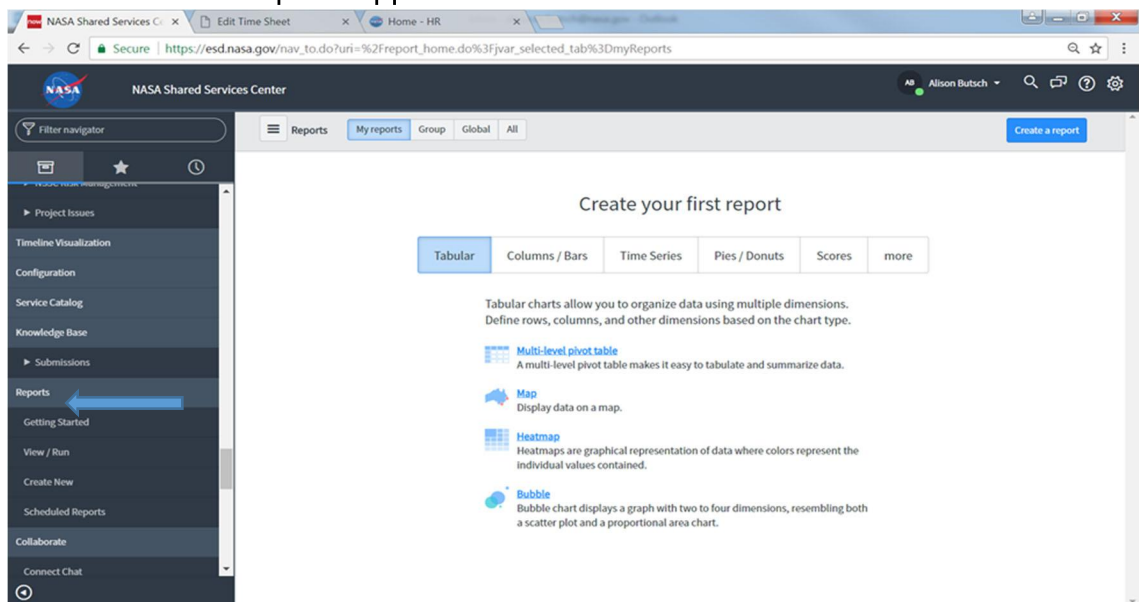 NASA Shared Services Ce
Edit Time Sheet
Home - HR
Secure | https://esd.nasa.gov/nav_to.do?uri=%2Freport_home.do%3Fjvar_selected_tab%3DmyReports
NASA
NASA Shared Services Center
AB
Alison Butsch
Filter navigator
Reports
My reports
Group
Global
All
Create a report
NSSC Risk Management
Project Issues
Timeline Visualization
Configuration
Service Catalog
Knowledge Base
Submissions
Reports
Getting Started
View / Run
Create New
Scheduled Reports
Collaborate
Connect Chat
Create your first report
Tabular
Columns / Bars
Time Series
Pies / Donuts
Scores
more
Tabular charts allow you to organize data using multiple dimensions.
Define rows, columns, and other dimensions based on the chart type.
Multi-level pivot table
A multi-level pivot table makes it easy to tabulate and summarize data.
Map
Display data on a map.
Heatmap
Heatmaps are graphical representation of data where colors represent the
individual values contained.
Bubble
Bubble chart displays a graph with two to four dimensions, resembling both
a scatter plot and a proportional area chart.